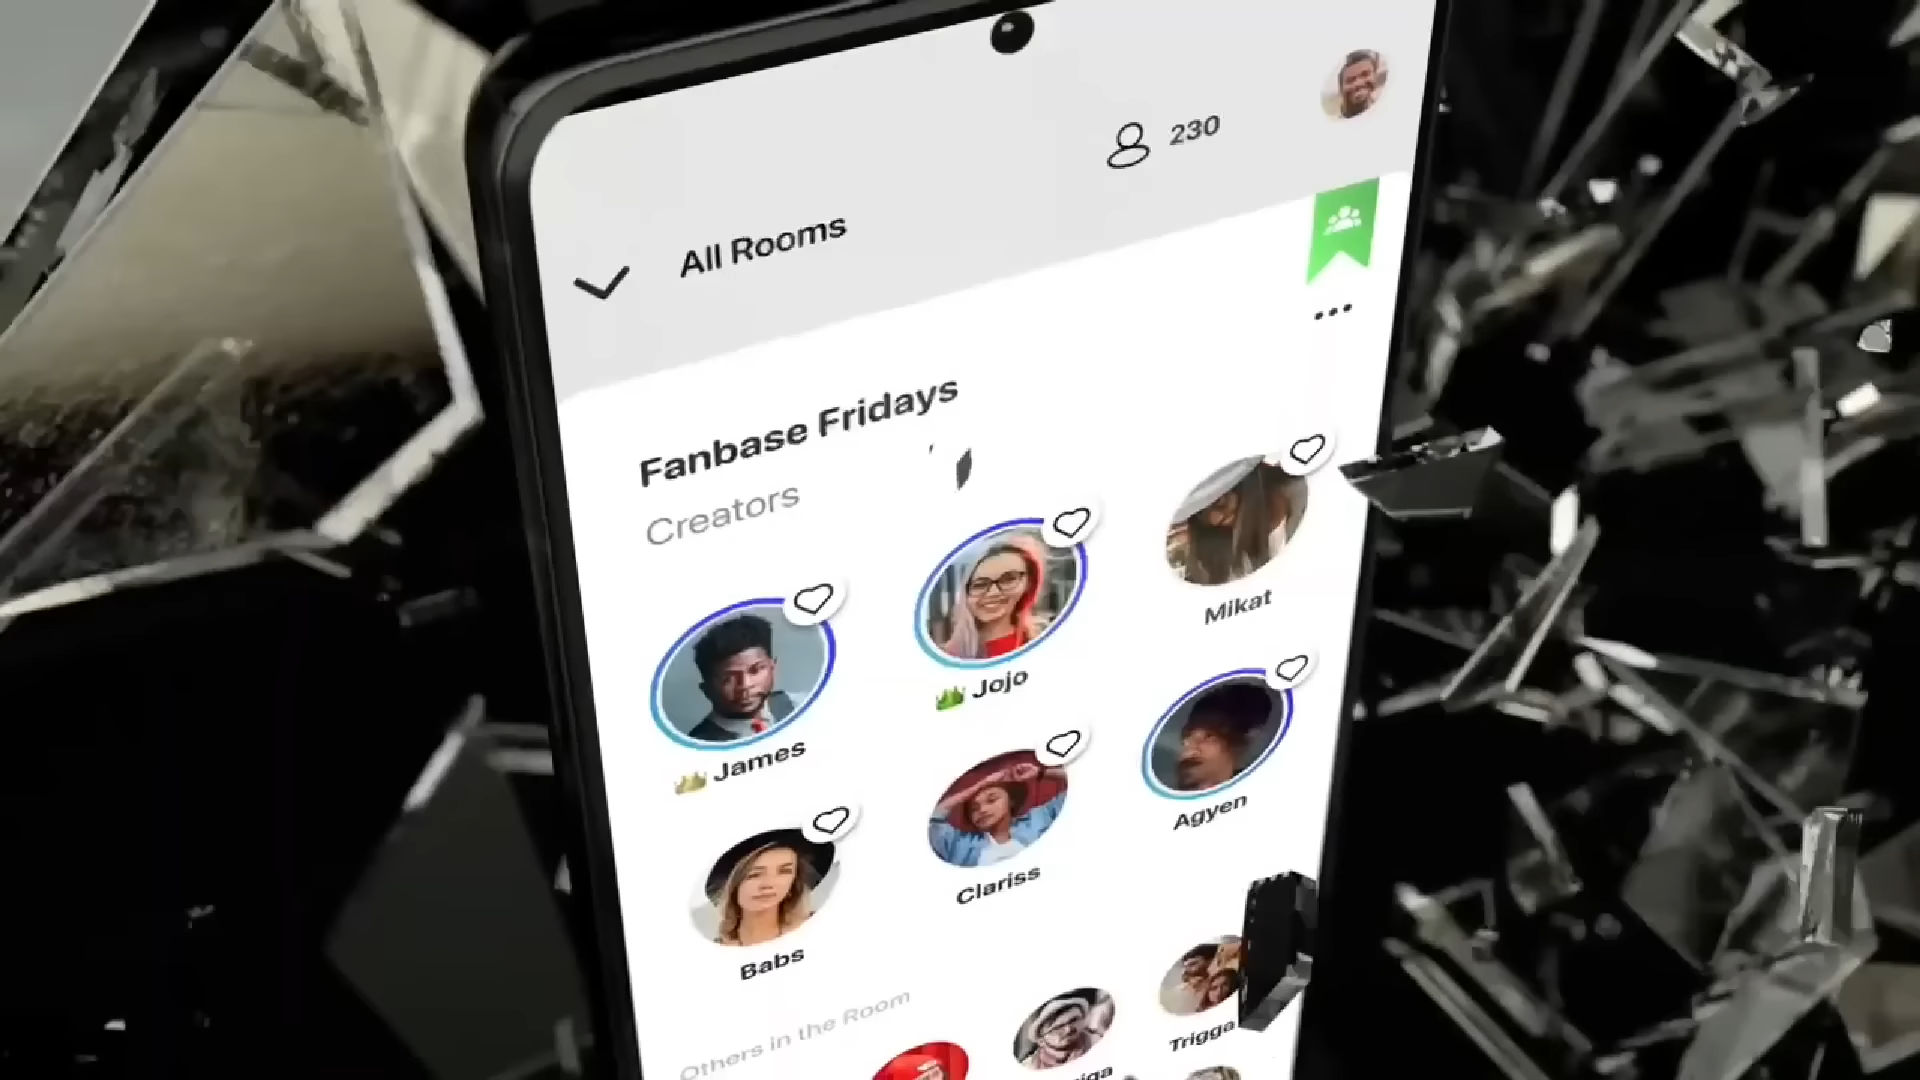 230
All Rooms
Fanbase Fridays
Creators
James
Jojo
Mikat
Babs
Clariss
Agyen
Others in the Room
Trigga